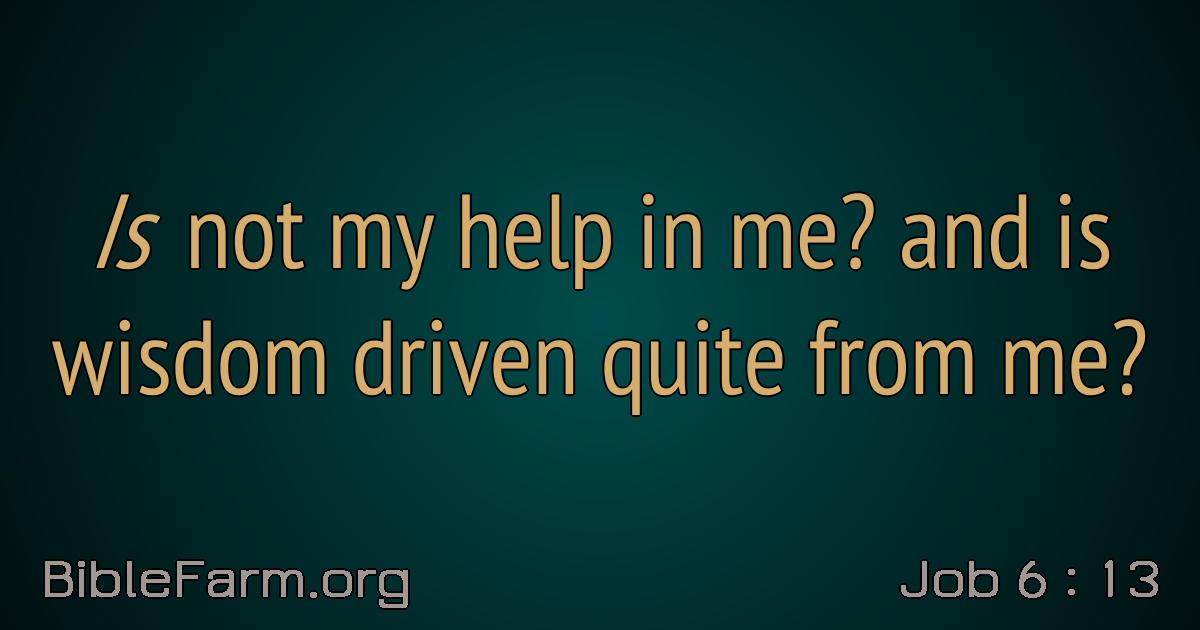 Is not my help in me? and is
wisdom driven quite from me?
BibleFarm.org
Job 6 : 13